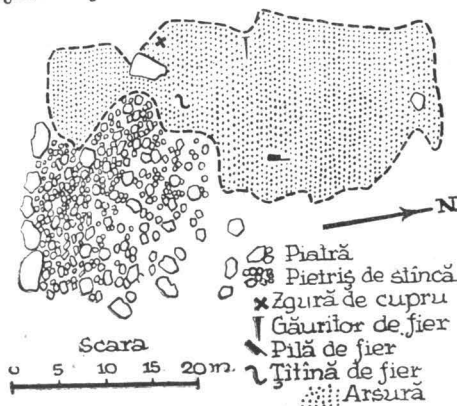 N
Piatră
Pietriș de stîncă
Zgură de cupru
Găuritor de fier
Pilă de fier
Țîțînă de fier
Arsură
Scara
0 5 10 15 20 m.